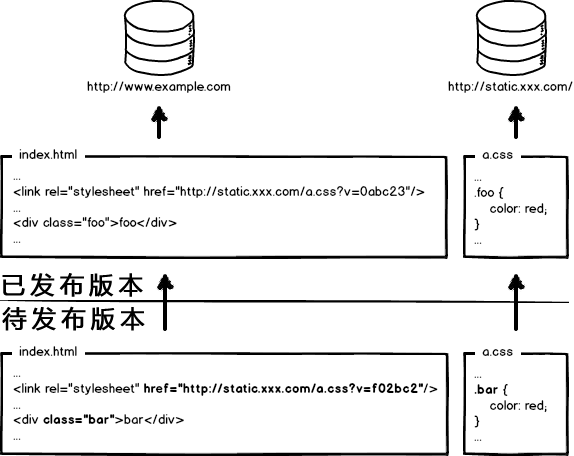 http://www.example.com
http://static.xxx.com/
index.html
...
<link rel="stylesheet" href="http://static.xxx.com/a.css?v=0abc23"/>
...
<div class="foo">foo</div>
...
a.css
...
.foo {
color: red;
}
...
已发布版本
待发布版本
index.html
...
<link rel="stylesheet" href="http://static.xxx.com/a.css?v=f02bc2"/>
...
<div class="bar">bar</div>
...
a.css
...
.bar {
color: red;
}
...